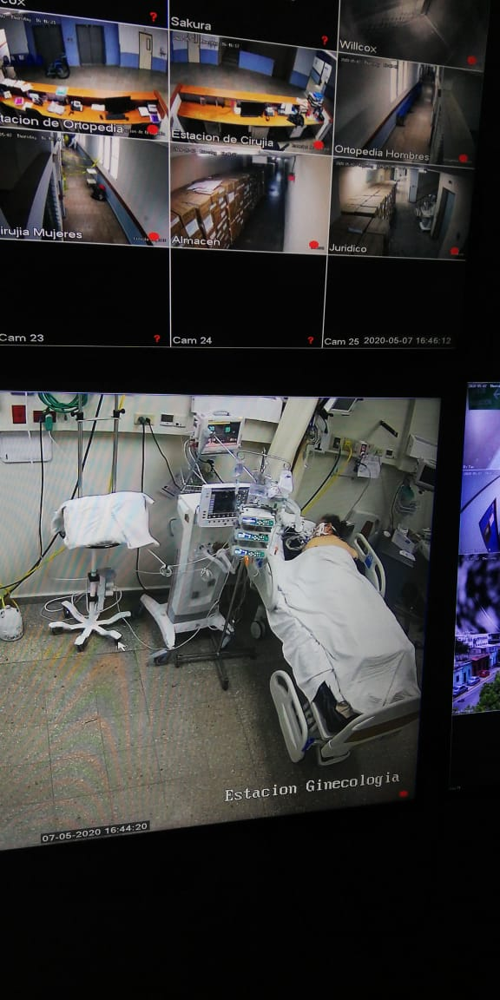 cox
Sakura
Willcox
tacion de Ortopedia
Estacion de Cirujia
Ortopedia Hombres
irujia Mujeres
Almacen
Juridico
Cam 23
Cam 24
Cam 25 2020-05-07 16:46:12
Estacion Ginecologia
07-05-2020 16:44:20